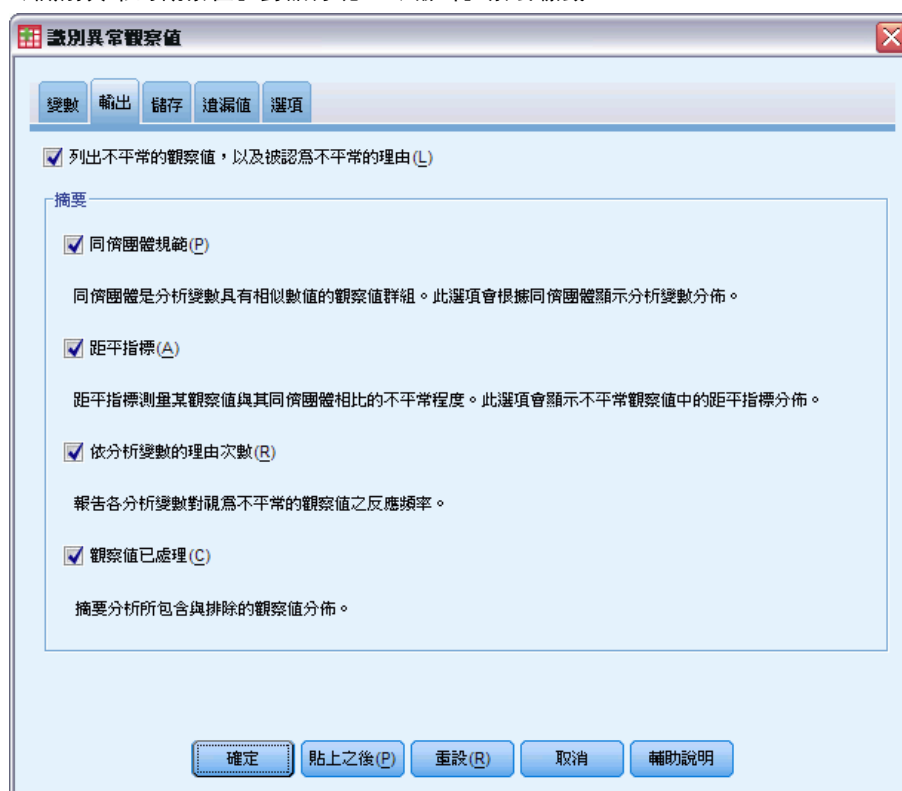 識別異常觀察值
變數 輸出 儲存 遺漏值 選項
列出不平常的觀察值，以及被認為不平常的理由(L)
摘要
同儕團體規範(P)
同儕團體是分析變數具有相似數值的觀察值群組。此選項會根據同儕團體顯示分析變數分佈。
距平指標(A)
距平指標測量某觀察值與其同儕團體相比的不平常程度。此選項會顯示不平常觀察值中的距平指標分佈。
依分析變數的理由次數(R)
報告各分析變數對視為不平常的觀察值之反應頻率。
觀察值已處理(C)
摘要分析所包含與排除的觀察值分佈。
確定 貼上之後(P) 重設(R) 取消 輔助說明